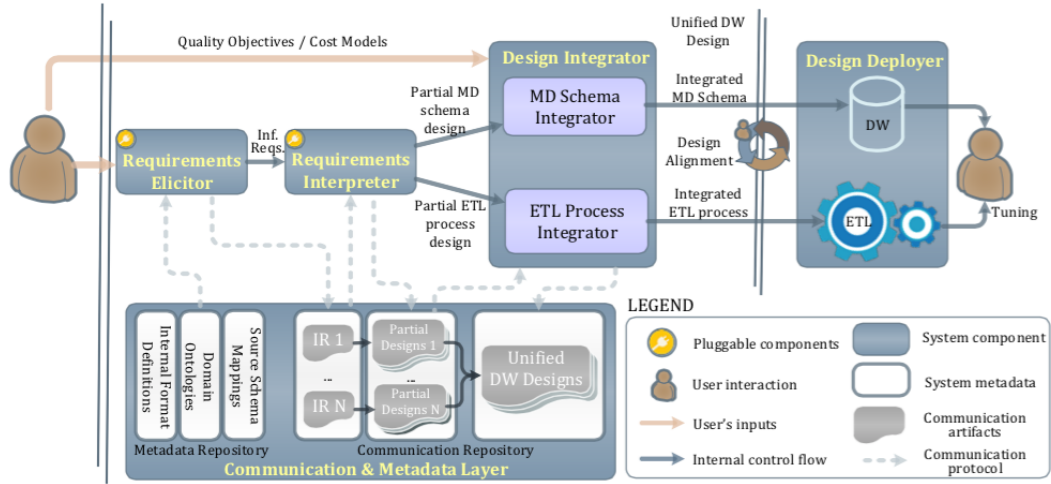 Quality Objectives / Cost Models
Unified DW
Design
Design Integrator
Design Deployer
Partial MD
schema design
MD Schema
Integrator
Integrated
MD Schema
DW
Requirements
Elicitor
Inf.
Reqs.
Requirements
Interpreter
Design
Alignment
Partial ETL
process design
ETL Process
Integrator
Integrated
ETL process
ETL
Tuning
Internal Format
Definitions
Domain
Ontologies
Source Schema
Mappings
Metadata Repository
IR 1
...
IR N
Partial
Designs 1
...
Partial
Designs N
Unified
DW Designs
Communication Repository
Communication & Metadata Layer
LEGEND
Pluggable components
System component
User interaction
System metadata
User's inputs
Communication
artifacts
Internal control flow
Communication
protocol